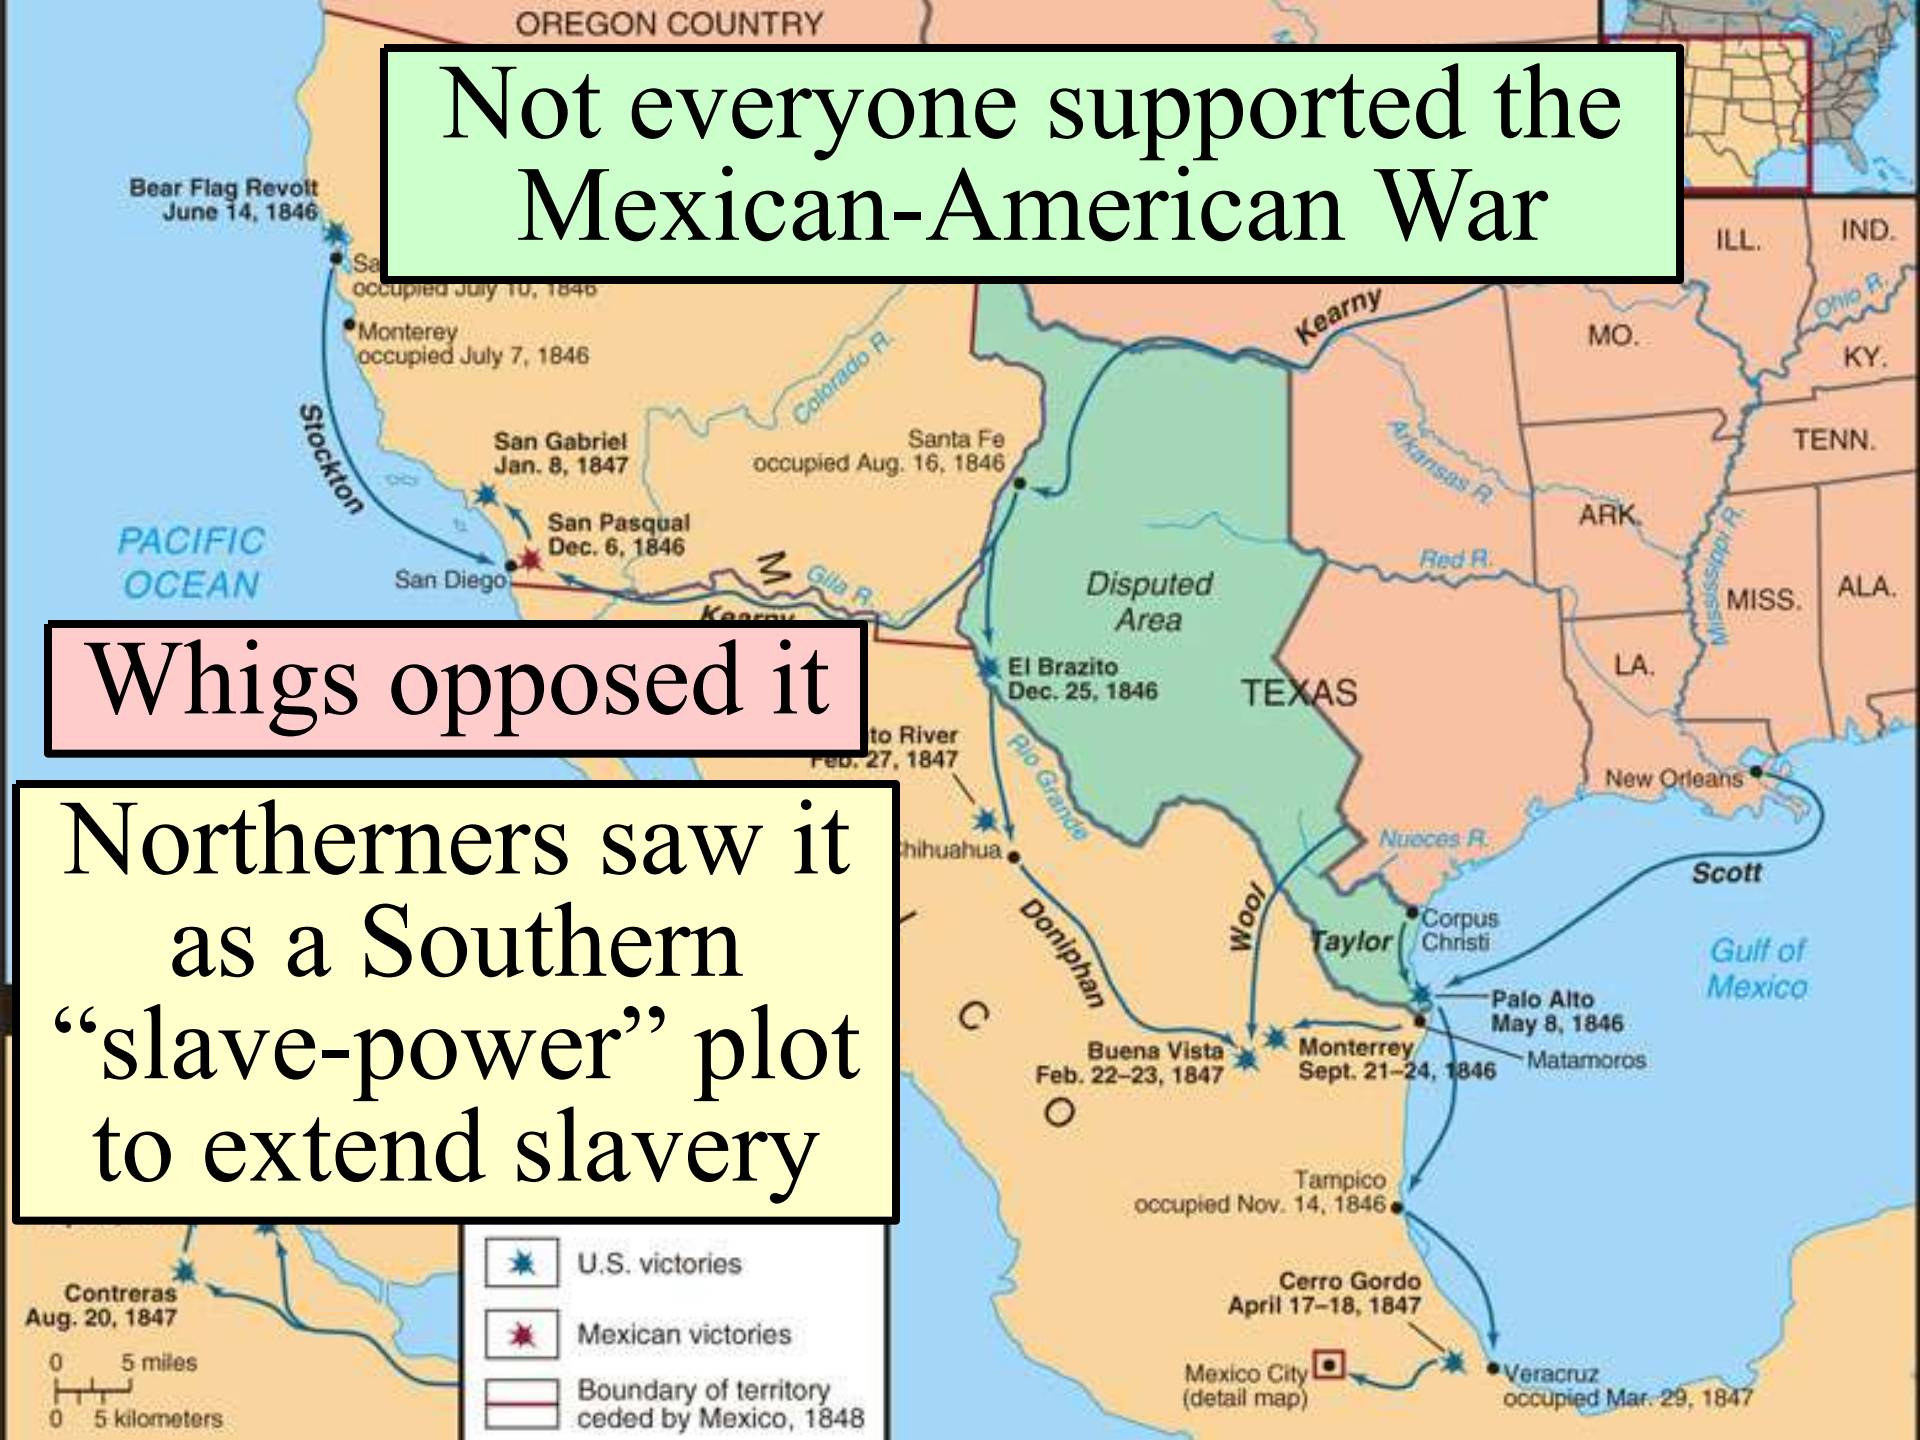 OREGON COUNTRY
Not everyone supported the
Mexican-American War
Bear Flag Revolt
June 14, 1846
occupied July 10, 1846
Monterey
occupied July 7, 1846
Stockton
PACIFIC
OCEAN
San Gabriel
Jan. 8, 1847
San Pasqual
Dec. 6, 1846
San Diego
Colorado R.
Santa Fe
occupied Aug. 16, 1846
Kearny
M
Gila R.
Kearny
Disputed
Area
El Brazito
Dec. 25, 1846
TEXAS
Arkansas R.
Red R.
ILL.
IND.
Ohio R.
MO.
KY.
TENN.
ARK.
Mississippi R.
MISS.
ALA.
LA.
New Orleans
Whigs opposed it
River
Feb. 27, 1847
Rio Grande
Northerners saw it
as a Southern
“slave-power” plot
to extend slavery
Doniphan
Wool
Nueces R.
Corpus
Christi
Taylor
Scott
Gulf of
Mexico
C
O
Palo Alto
May 8, 1846
Matamoros
Buena Vista
Feb. 22–23, 1847
Monterrey
Sept. 21–24, 1846
Tampico
occupied Nov. 14, 1846
Cerro Gordo
April 17–18, 1847
Mexico City
(detail map)
Veracruz
occupied Mar. 29, 1847
Contreras
Aug. 20, 1847
0 5 miles
0 5 kilometers
U.S. victories
Mexican victories
Boundary of territory
ceded by Mexico, 1848